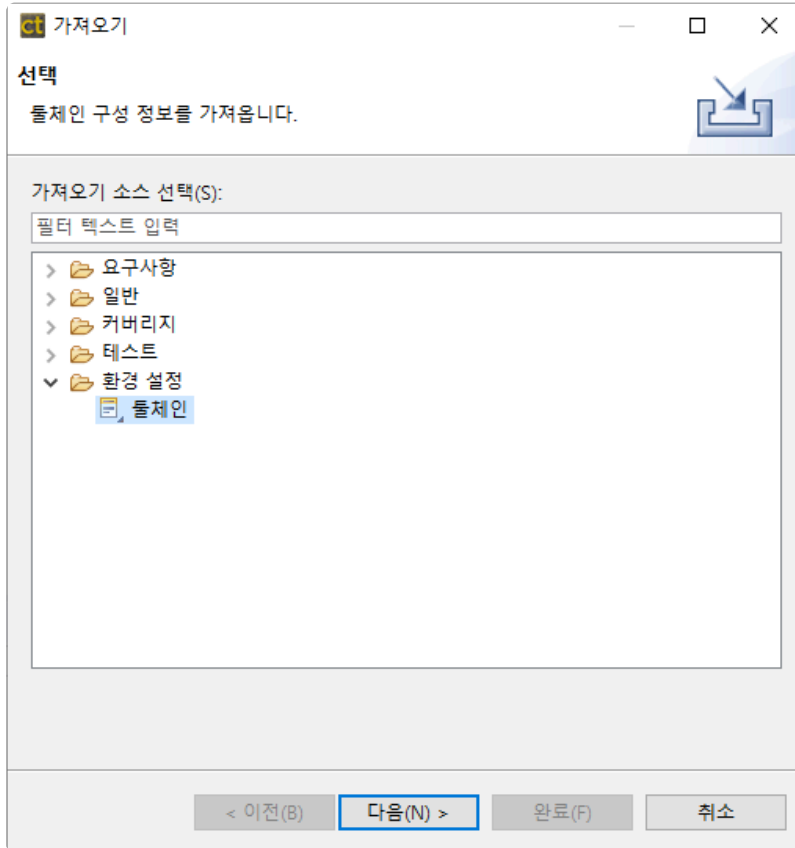 ct 가져오기
선택
툴체인 구성 정보를 가져옵니다.
가져오기 소스 선택(S):
필터 텍스트 입력
요구사항
일반
커버리지
테스트
환경 설정
툴체인
< 이전(B) 다음(N) > 완료(F) 취소